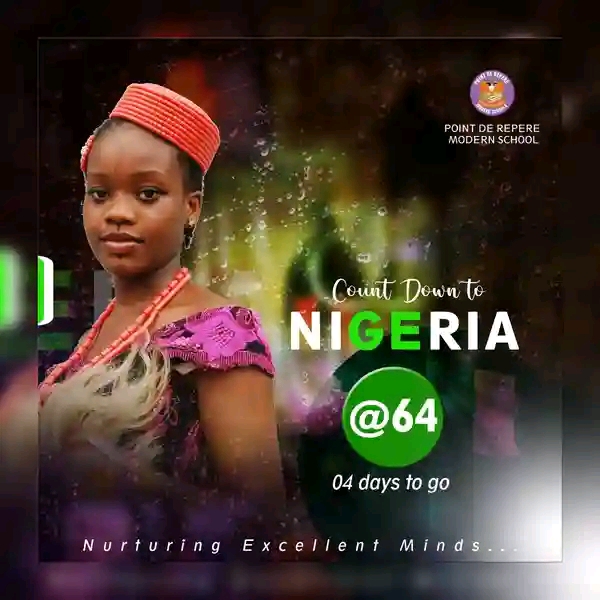 POINT DE REPERE
MODERN SCHOOL
Count Down to
NIGERIA
@64
04 days to go
Nurturing Excellent Minds...